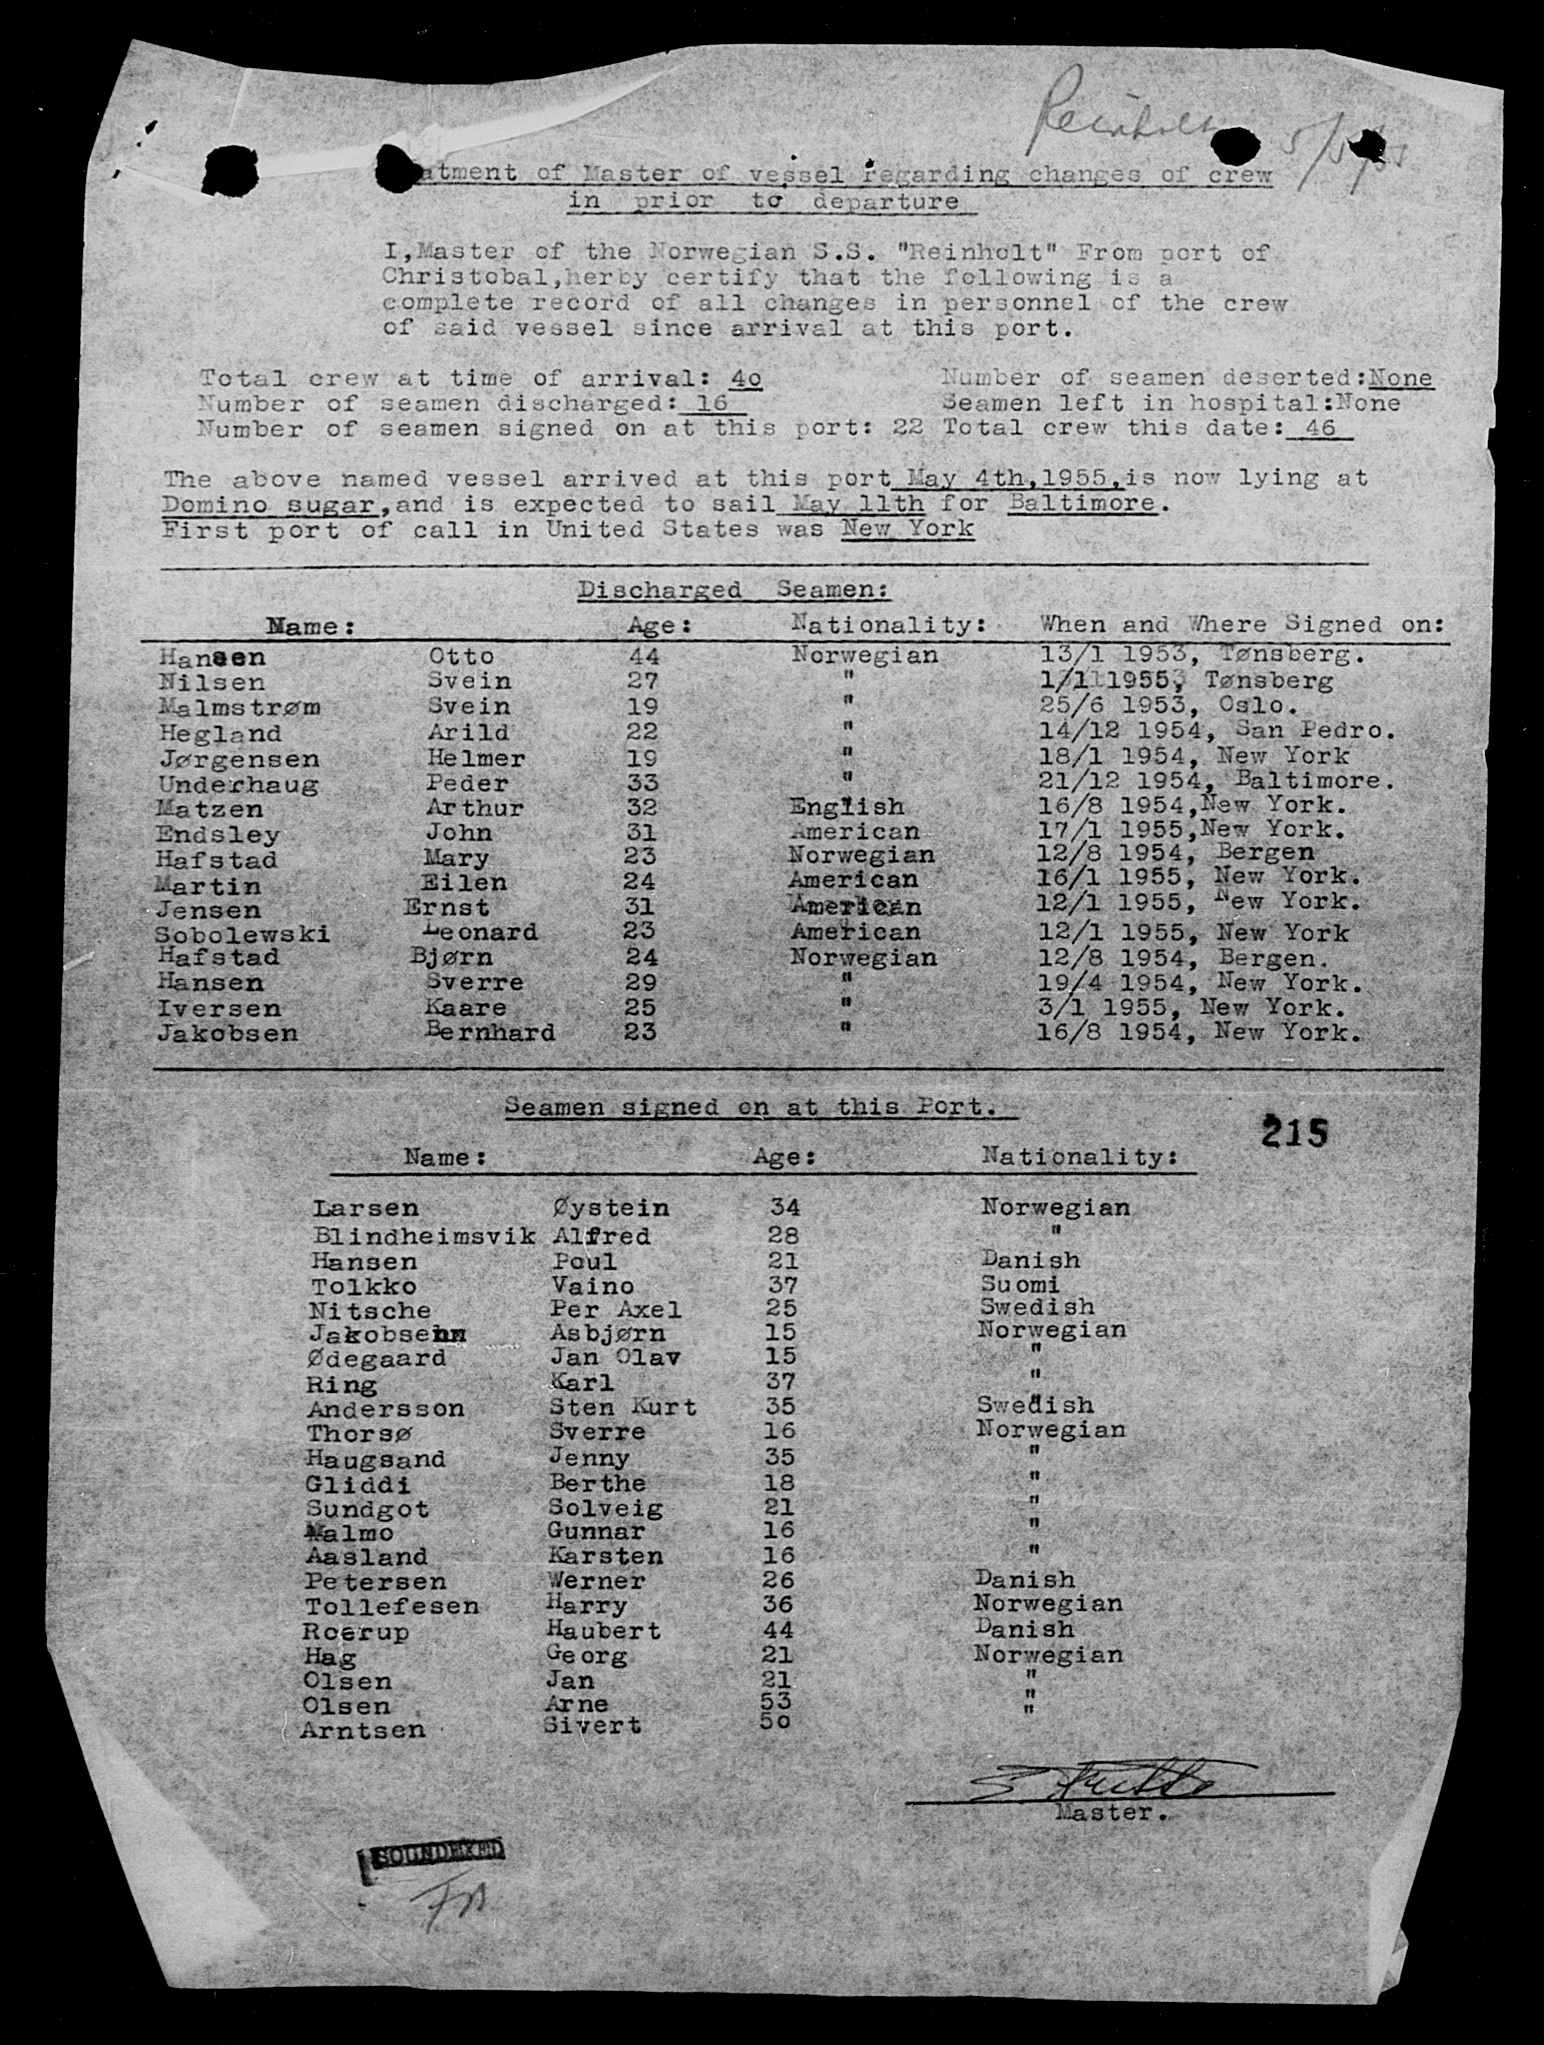 Reinholt 5/5/55
atment of Master of vessel regarding changes of crew
in prior to departure
I,Master of the Norwegian S.S. "Reinholt" From port of
Christobal,herby certify that the following is a
complete record of all changes in personnel of the crew
of said vessel since arrival at this port.
Total crew at time of arrival: 4o Number of seamen deserted:None
Number of seamen discharged: 16 Seamen left in hospital:None
Number of seamen signed on at this port: 22 Total crew this date: 46
The above named vessel arrived at this port May 4th,1955,is now lying at
Domino sugar,and is expected to sail May 11th for Baltimore.
First port of call in United States was New York
Discharged Seamen:
Name: Age: Nationality: When and Where Signed on:
Hansen Otto 44 Norwegian 13/1 1953, Tønsberg.
Nilsen Svein 27 " 1/1 1955, Tønsberg
Malmstrøm Svein 19 " 25/6 1953, Oslo.
Hegland Arild 22 " 14/12 1954, San Pedro.
Jørgensen Helmer 19 " 18/1 1954, New York
Underhaug Peder 33 " 21/12 1954, Baltimore.
Matzen Arthur 32 English 16/8 1954,New York.
Endsley John 31 American 17/1 1955,New York.
Hafstad Mary 23 Norwegian 12/8 1954, Bergen
Martin Eilen 24 American 16/1 1955, New York.
Jensen Ernst 31 American 12/1 1955, New York.
Sobolewski Leonard 23 American 12/1 1955, New York
Hafstad Bjørn 24 Norwegian 12/8 1954, Bergen.
Hansen Sverre 29 " 19/4 1954, New York.
Iversen Kaare 25 " 3/1 1955, New York.
Jakobsen Bernhard 23 " 16/8 1954, New York.
Seamen signed on at this Port.
215
Name: Age: Nationality:
Larsen Øystein 34 Norwegian
Blindheimsvik Alfred 28 "
Hansen Poul 21 Danish
Tolkko Vaino 37 Suomi
Nitsche Per Axel 25 Swedish
Jakobsen Asbjørn 15 Norwegian
Ødegaard Jan Olav 15 "
Ring Karl 37 "
Andersson Sten Kurt 35 Swedish
Thorsø Sverre 16 Norwegian
Haugsand Jenny 35 "
Gliddi Berthe 18 "
Sundgot Solveig 21 "
Malmo Gunnar 16 "
Aasland Karsten 16 "
Petersen Werner 26 Danish
Tollefesen Harry 36 Norwegian
Roerup Haubert 44 Danish
Hag Georg 21 Norwegian
Olsen Jan 21 "
Olsen Arne 53 "
Arntsen Sivert 5o "
Master.
SOUNDEXED